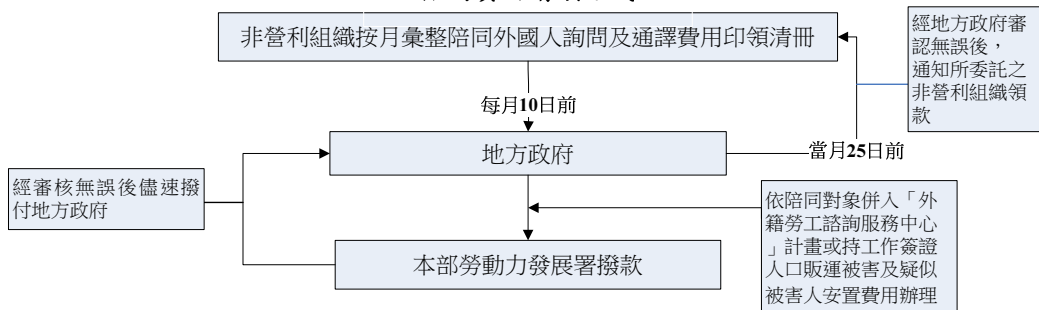 非營利組織按月彙整陪同外國人詢問及通譯費用印領清冊
經地方政府審
認無誤後，
通知所委託之
非營利組織領
款
每月10日前
地方政府
當月25日前
經審核無誤後儘速撥
付地方政府
依陪同對象併入「外
籍勞工諮詢服務中心
」計畫或持工作簽證
人口販運被害及疑似
被害人安置費用辦理
本部勞動力發展署撥款